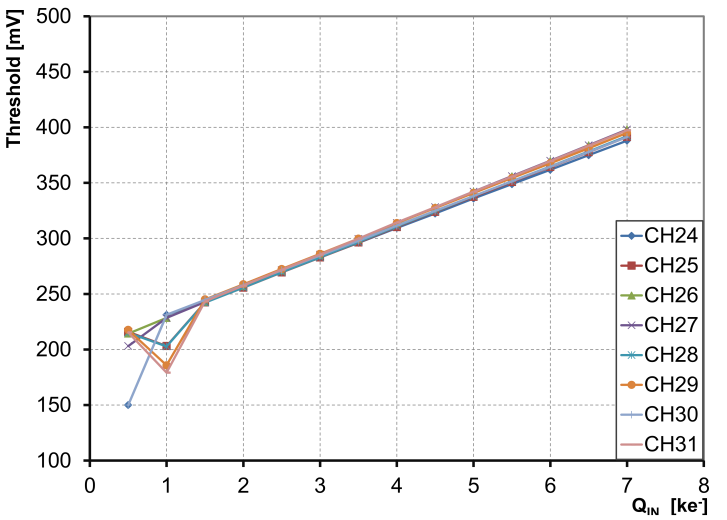 Threshold [mV]
500
450
400
350
300
250
200
150
100
0 1 2 3 4 5 6 7 8
Q_IN [ke⁻]
CH24
CH25
CH26
CH27
CH28
CH29
CH30
CH31